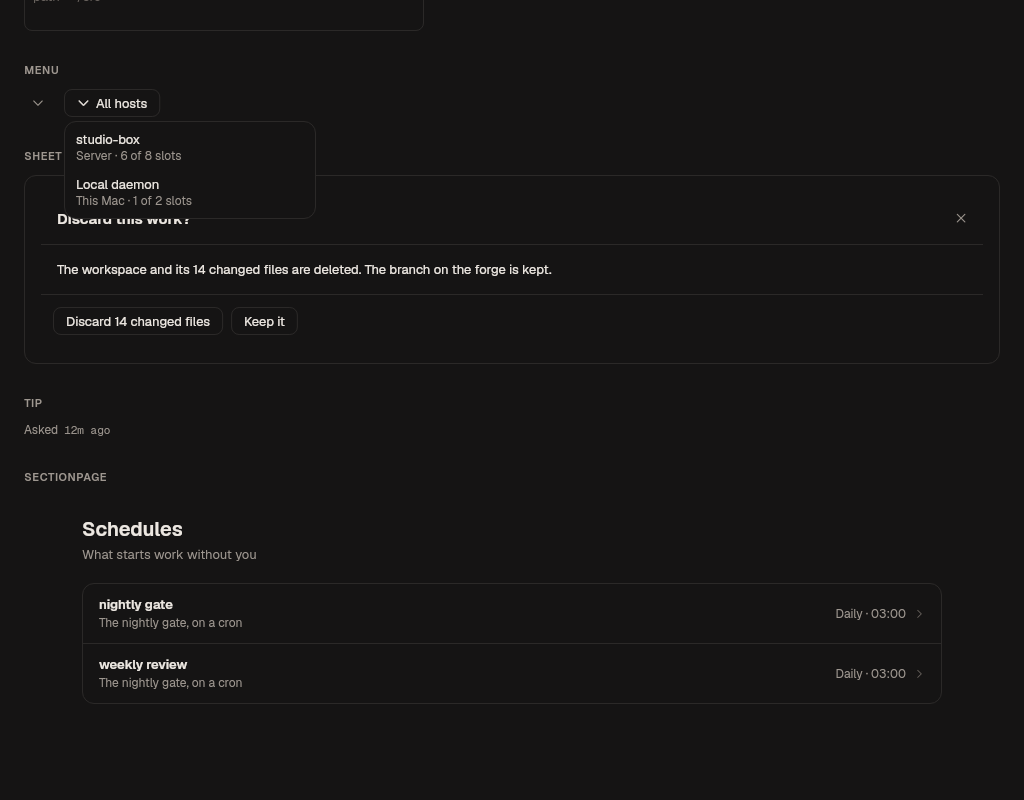 MENU
All hosts
studio-box
Server · 6 of 8 slots
SHEET
Local daemon
This Mac · 1 of 2 slots
Discard this work?
The workspace and its 14 changed files are deleted. The branch on the forge is kept.
Discard 14 changed files
Keep it
TIP
Asked 12m ago
SECTIONPAGE
Schedules
What starts work without you
nightly gate
The nightly gate, on a cron
Daily · 03:00
weekly review
The nightly gate, on a cron
Daily · 03:00